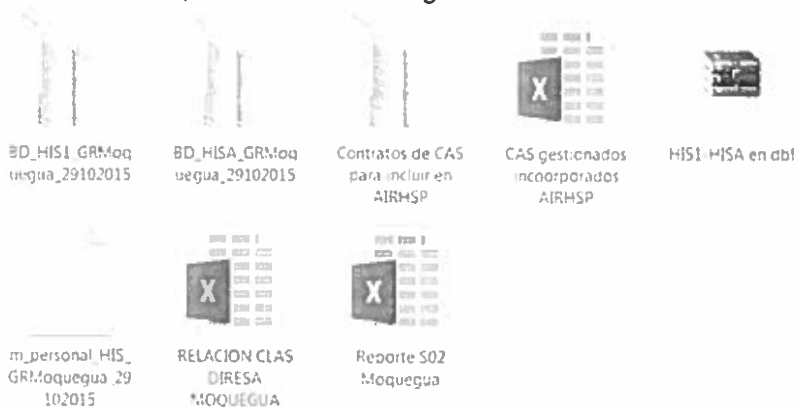 BD_HIS1_GRMoq
uegua_29102015
BD_HISA_GRMoq
uegua_29102015
Contratos de CAS
para incluir en
AIRHSP
CAS gestionados
incoorporados
AIRHSP
HIS1-HISA en dbf
m_personal_HIS_
GRMoquegua_29
102015
RELACION CLAS
DIRESA
MOQUEGUA
Reporte S02
Moquegua